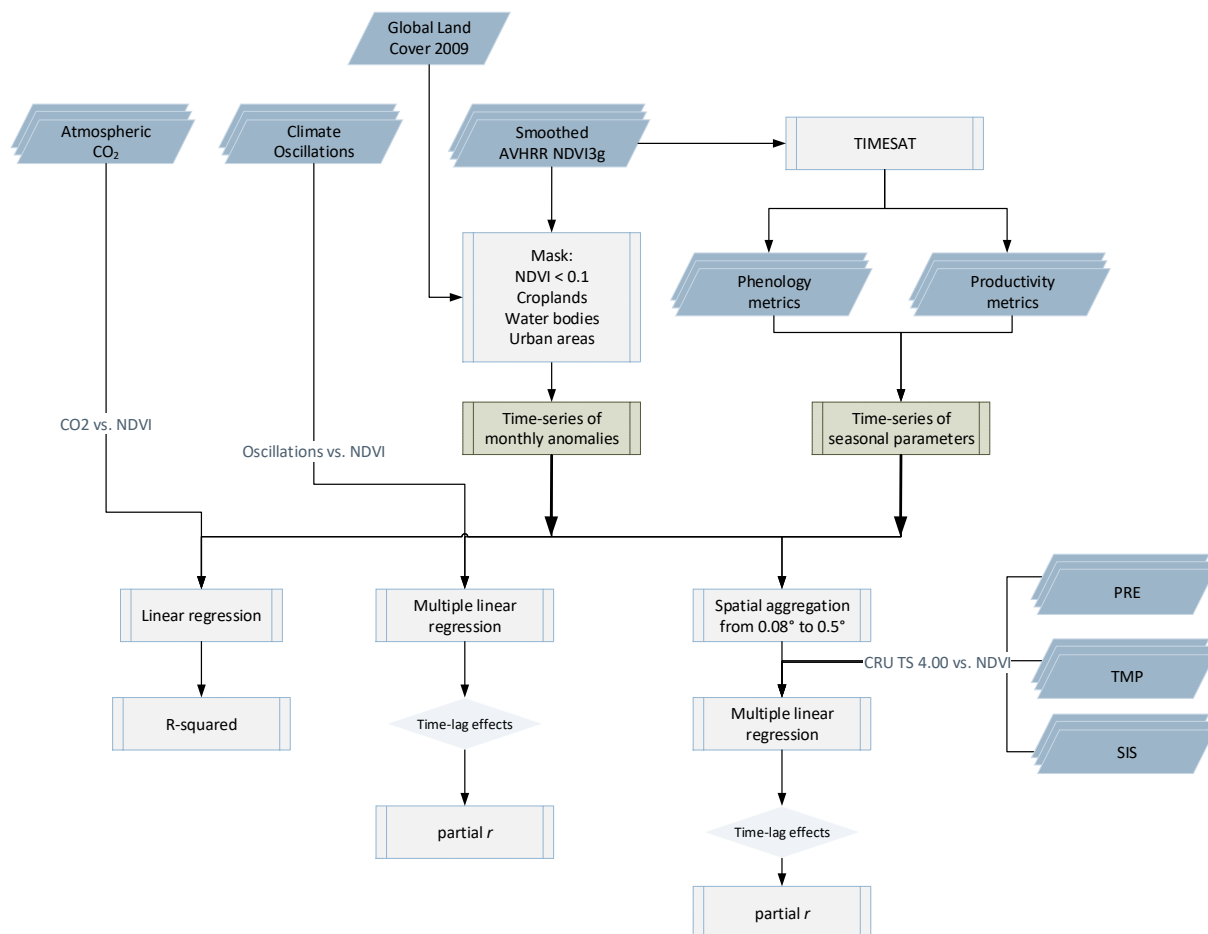 Global Land
Cover 2009
Atmospheric
CO₂
Climate
Oscillations
Smoothed
AVHRR NDVI3g
TIMESAT
Mask:
NDVI < 0.1
Croplands
Water bodies
Urban areas
Phenology
metrics
Productivity
metrics
CO2 vs. NDVI
Oscillations vs. NDVI
Time-series of
monthly anomalies
Time-series of
seasonal parameters
Linear regression
Multiple linear
regression
Spatial aggregation
from 0.08° to 0.5°
PRE
CRU TS 4.00 vs. NDVI
TMP
R-squared
Time-lag effects
Multiple linear
regression
SIS
partial r
Time-lag effects
partial r